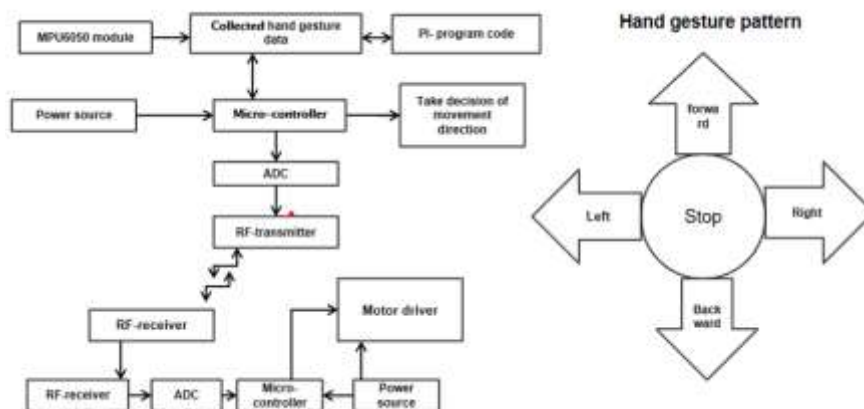 Hand gesture pattern
MPU6050 module
Collected hand gesture
data
PI- program code
Power source
Micro-controller
Take decision of
movement
direction
ADC
RF-transmitter
RF-receiver
Motor driver
RF-receiver
ADC
Micro-
controller
Power
source
forwa
rd
Left
Stop
Right
Back
ward